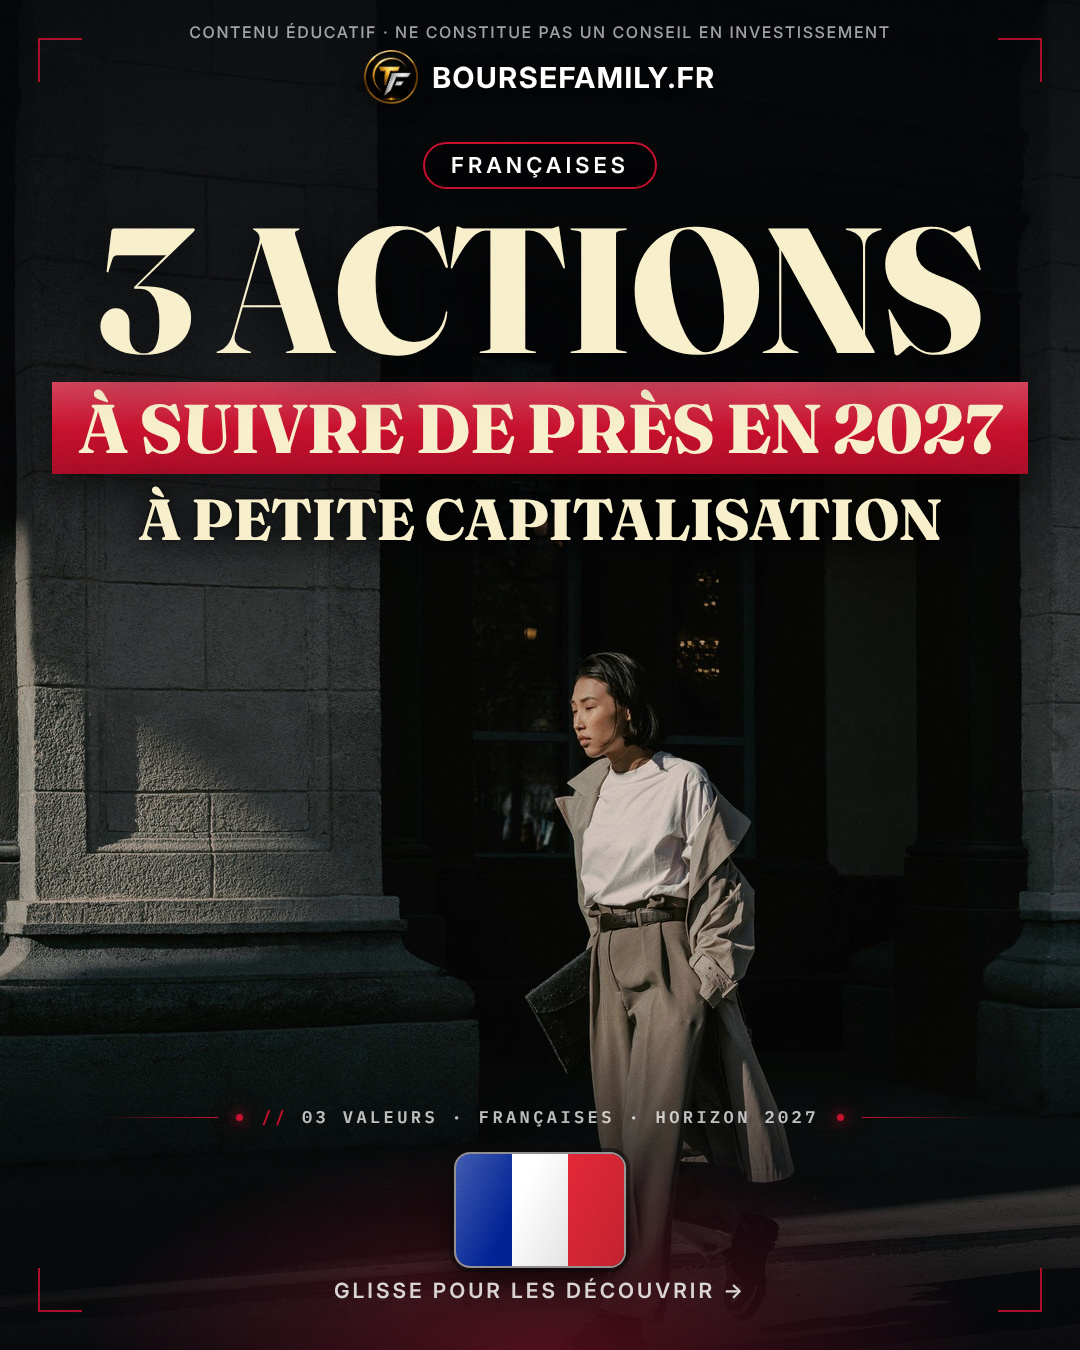 CONTENU ÉDUCATIF · NE CONSTITUE PAS UN CONSEIL EN INVESTISSEMENT
TF BOURSEFAMILY.FR
FRANÇAISES
3 ACTIONS
À SUIVRE DE PRÈS EN 2027
À PETITE CAPITALISATION
// 03 VALEURS · FRANÇAISES · HORIZON 2027
GLISSE POUR LES DÉCOUVRIR →